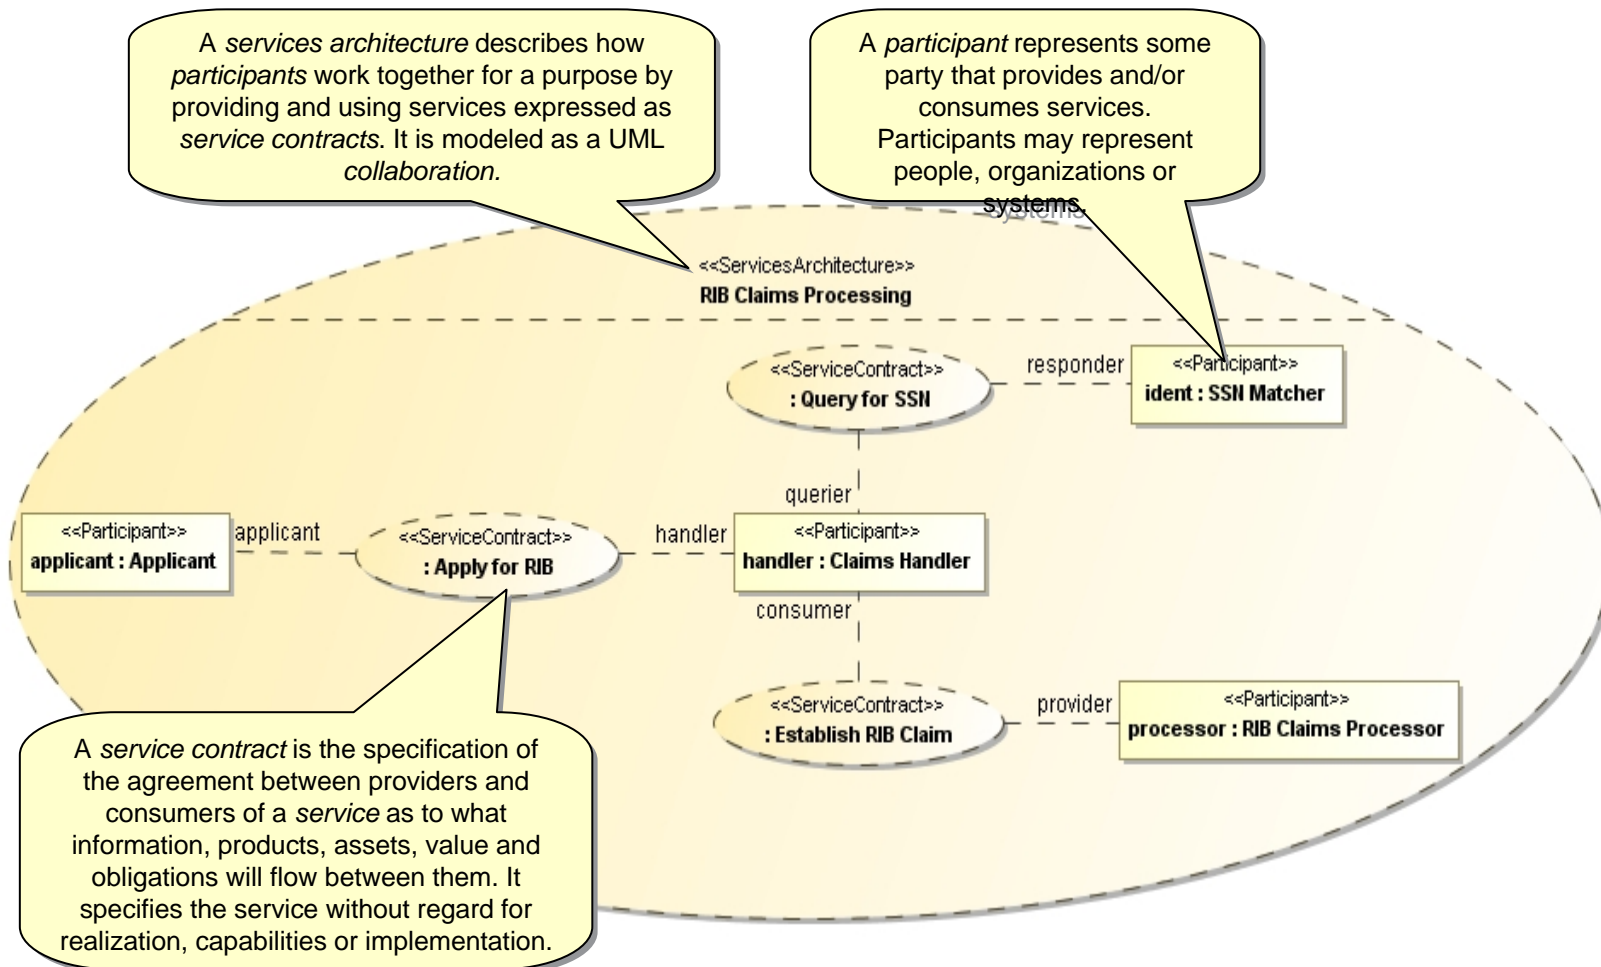 A services architecture describes how
participants work together for a purpose by
providing and using services expressed as
service contracts. It is modeled as a UML
collaboration.
A participant represents some
party that provides and/or
consumes services.
Participants may represent
people, organizations or
systems.
<<ServicesArchitecture>>
RIB Claims Processing
<<ServiceContract>>
: Query for SSN
responder
<<Participant>>
ident : SSN Matcher
querier
<<Participant>>
applicant : Applicant
applicant
<<ServiceContract>>
: Apply for RIB
handler
<<Participant>>
handler : Claims Handler
consumer
<<ServiceContract>>
: Establish RIB Claim
provider
<<Participant>>
processor : RIB Claims Processor
A service contract is the specification of
the agreement between providers and
consumers of a service as to what
information, products, assets, value and
obligations will flow between them. It
specifies the service without regard for
realization, capabilities or implementation.